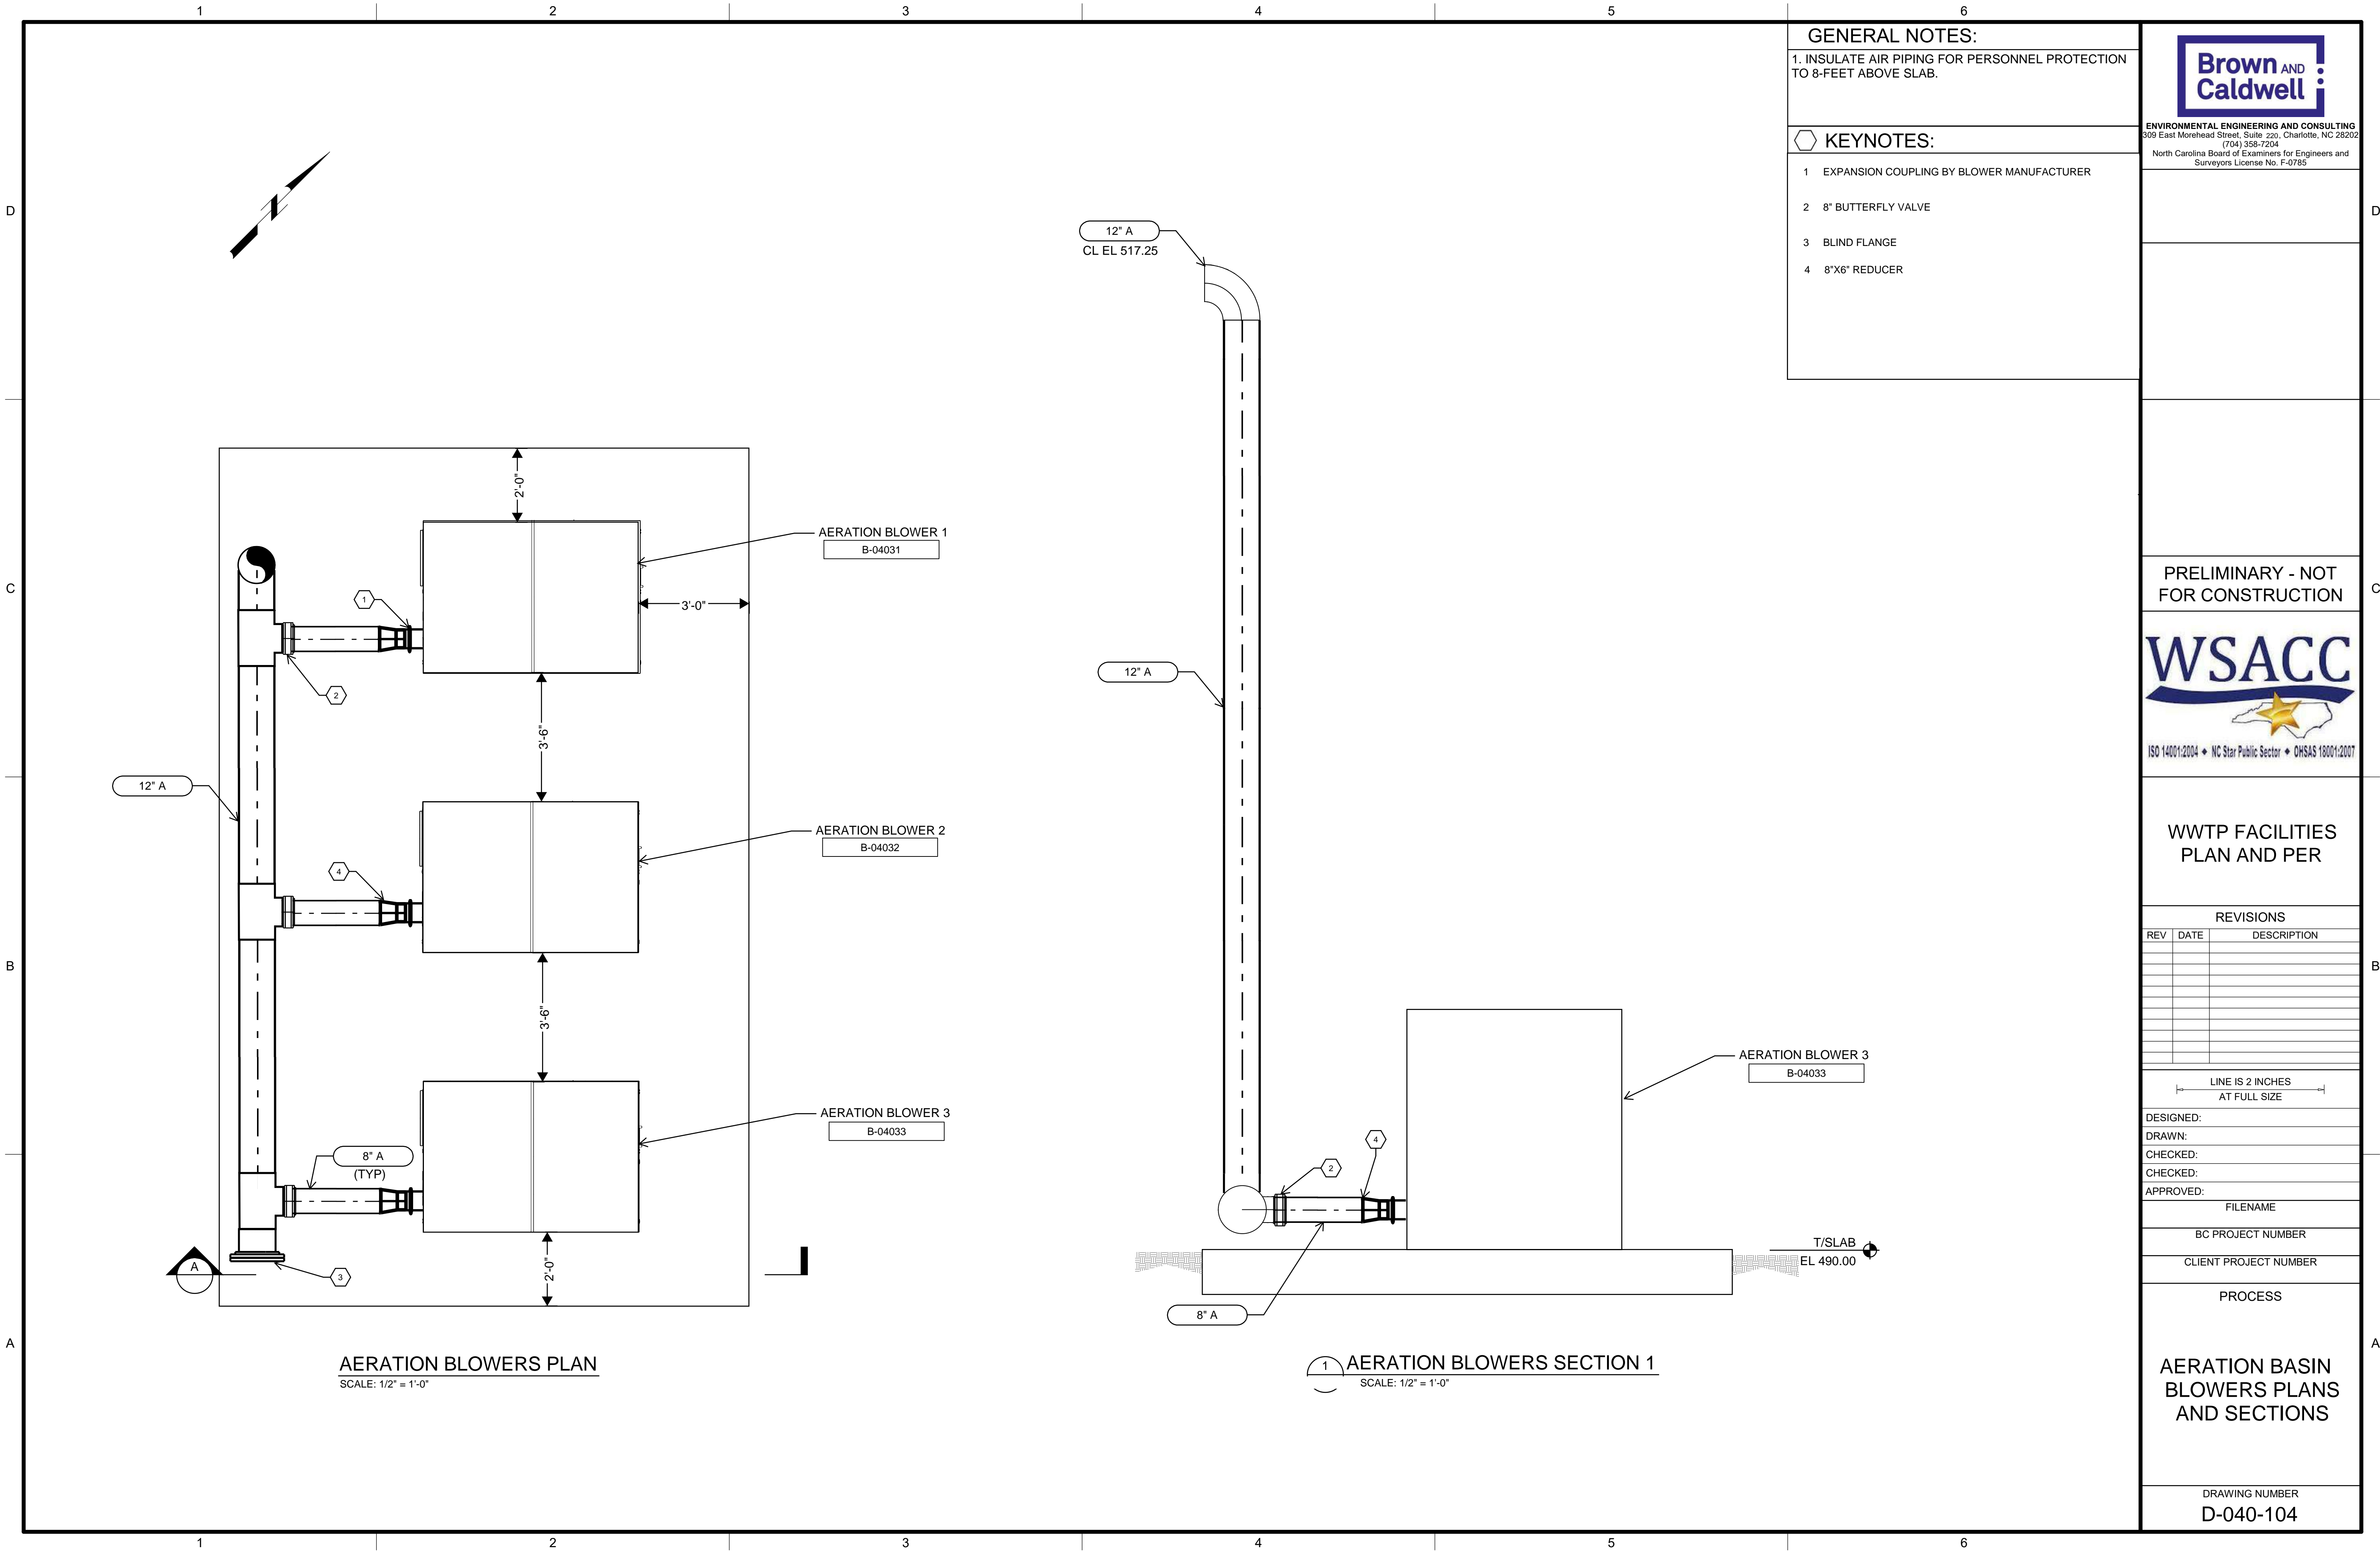 1 2 3 4 5 6
GENERAL NOTES:
1. INSULATE AIR PIPING FOR PERSONNEL PROTECTION
TO 8-FEET ABOVE SLAB.
KEYNOTES:
1 EXPANSION COUPLING BY BLOWER MANUFACTURER
2 8" BUTTERFLY VALVE
3 BLIND FLANGE
4 8"X6" REDUCER
D
D
C
C
B
B
A
A
2'-0"
AERATION BLOWER 1
B-04031
1
3'-0"
2
3'-6"
12" A
AERATION BLOWER 2
B-04032
4
3'-6"
AERATION BLOWER 3
B-04033
8" A
(TYP)
A
3
2'-0"
AERATION BLOWERS PLAN
SCALE: 1/2" = 1'-0"
12" A
CL EL 517.25
12" A
AERATION BLOWER 3
B-04033
4
2
T/SLAB
EL 490.00
8" A
1
AERATION BLOWERS SECTION 1
SCALE: 1/2" = 1'-0"
Brown AND
Caldwell
ENVIRONMENTAL ENGINEERING AND CONSULTING
309 East Morehead Street, Suite 220, Charlotte, NC 28202
(704) 358-7204
North Carolina Board of Examiners for Engineers and
Surveyors License No. F-0785
PRELIMINARY - NOT
FOR CONSTRUCTION
WSACC
ISO 14001:2004 ◆ NC Star Public Sector ◆ OHSAS 18001:2007
WWTP FACILITIES
PLAN AND PER
REVISIONS
REV DATE DESCRIPTION
LINE IS 2 INCHES
AT FULL SIZE
DESIGNED:
DRAWN:
CHECKED:
CHECKED:
APPROVED:
FILENAME
BC PROJECT NUMBER
CLIENT PROJECT NUMBER
PROCESS
AERATION BASIN
BLOWERS PLANS
AND SECTIONS
DRAWING NUMBER
D-040-104
1 2 3 4 5 6